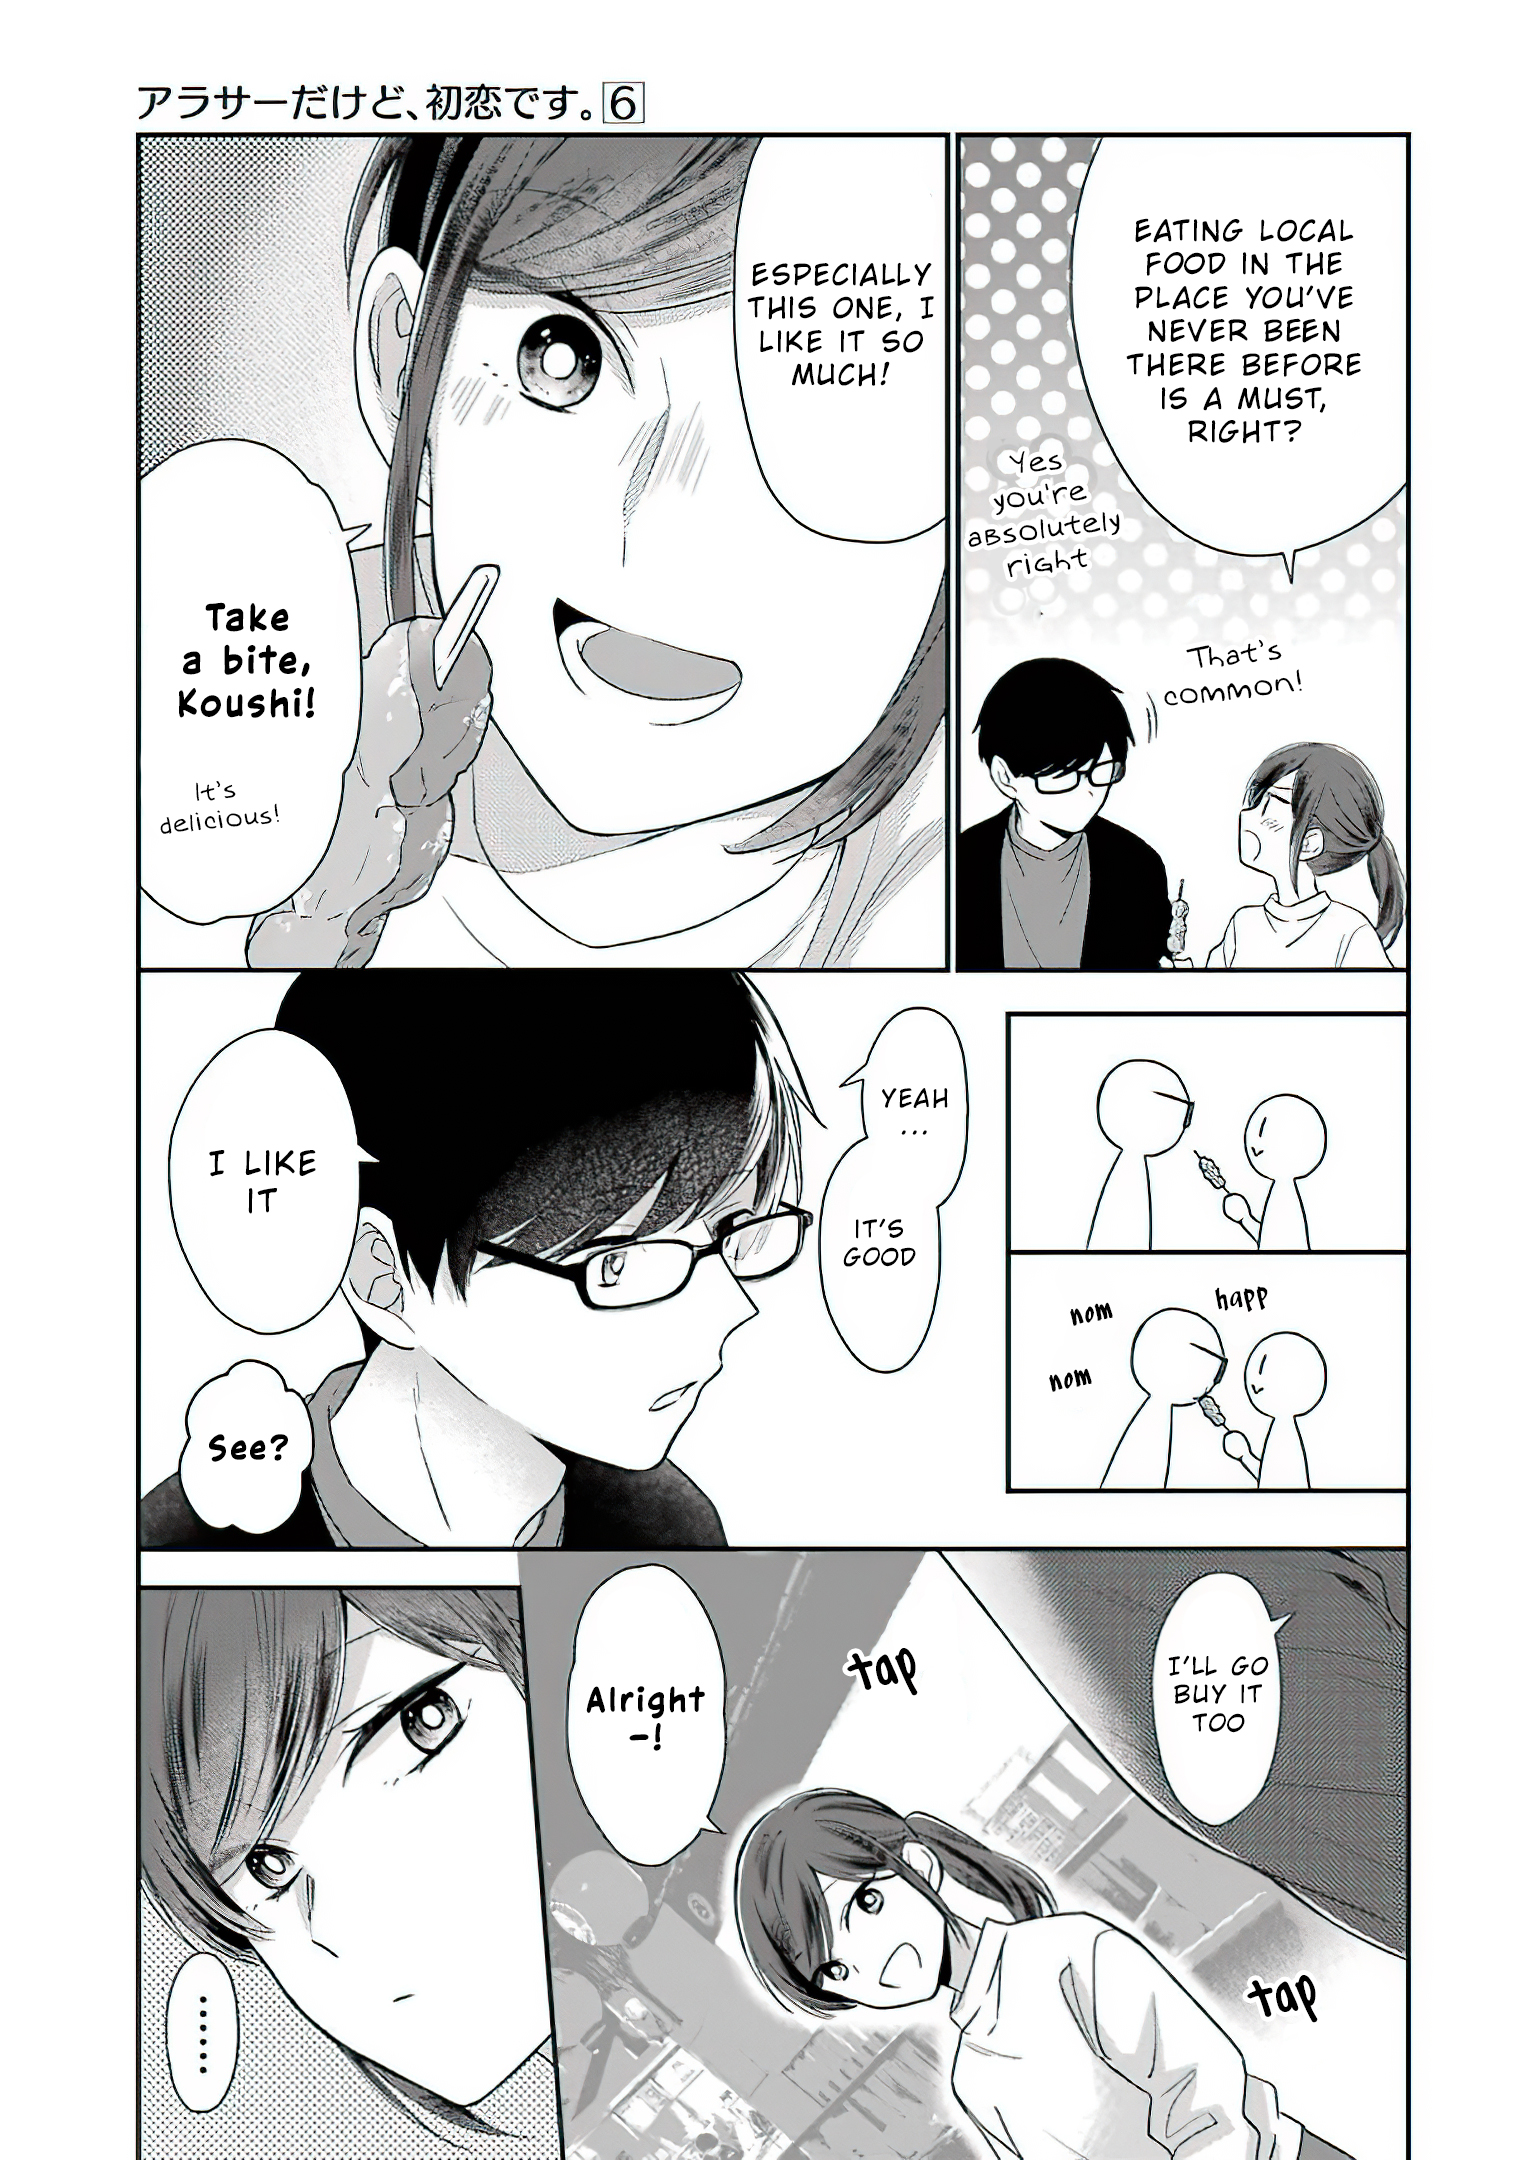 アラサーだけど、初恋です。6
EATING LOCAL
FOOD IN THE
PLACE YOU'VE
NEVER BEEN
THERE BEFORE
IS A MUST,
RIGHT?
Yes
you're
absolutely
right
That's
common!
ESPECIALLY
THIS ONE, I
LIKE IT SO
MUCH!
Take
a bite,
Koushi!
It's
delicious!
nom
happ
nom
YEAH
...
IT'S
GOOD
I LIKE
IT
See?
I'LL GO
BUY IT
TOO
tap
Alright
-!
tap
......